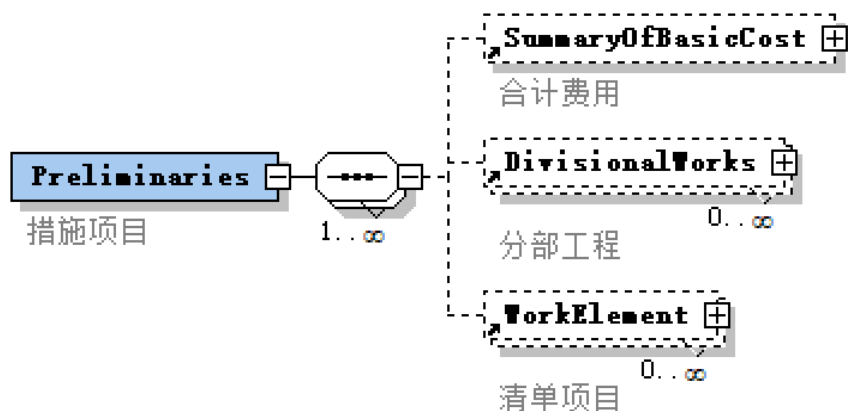 SummaryOfBasicCost
合计费用
Preliminaries
措施项目
1..∞
DivisionalWorks
0..∞
分部工程
WorkElement
0..∞
清单项目